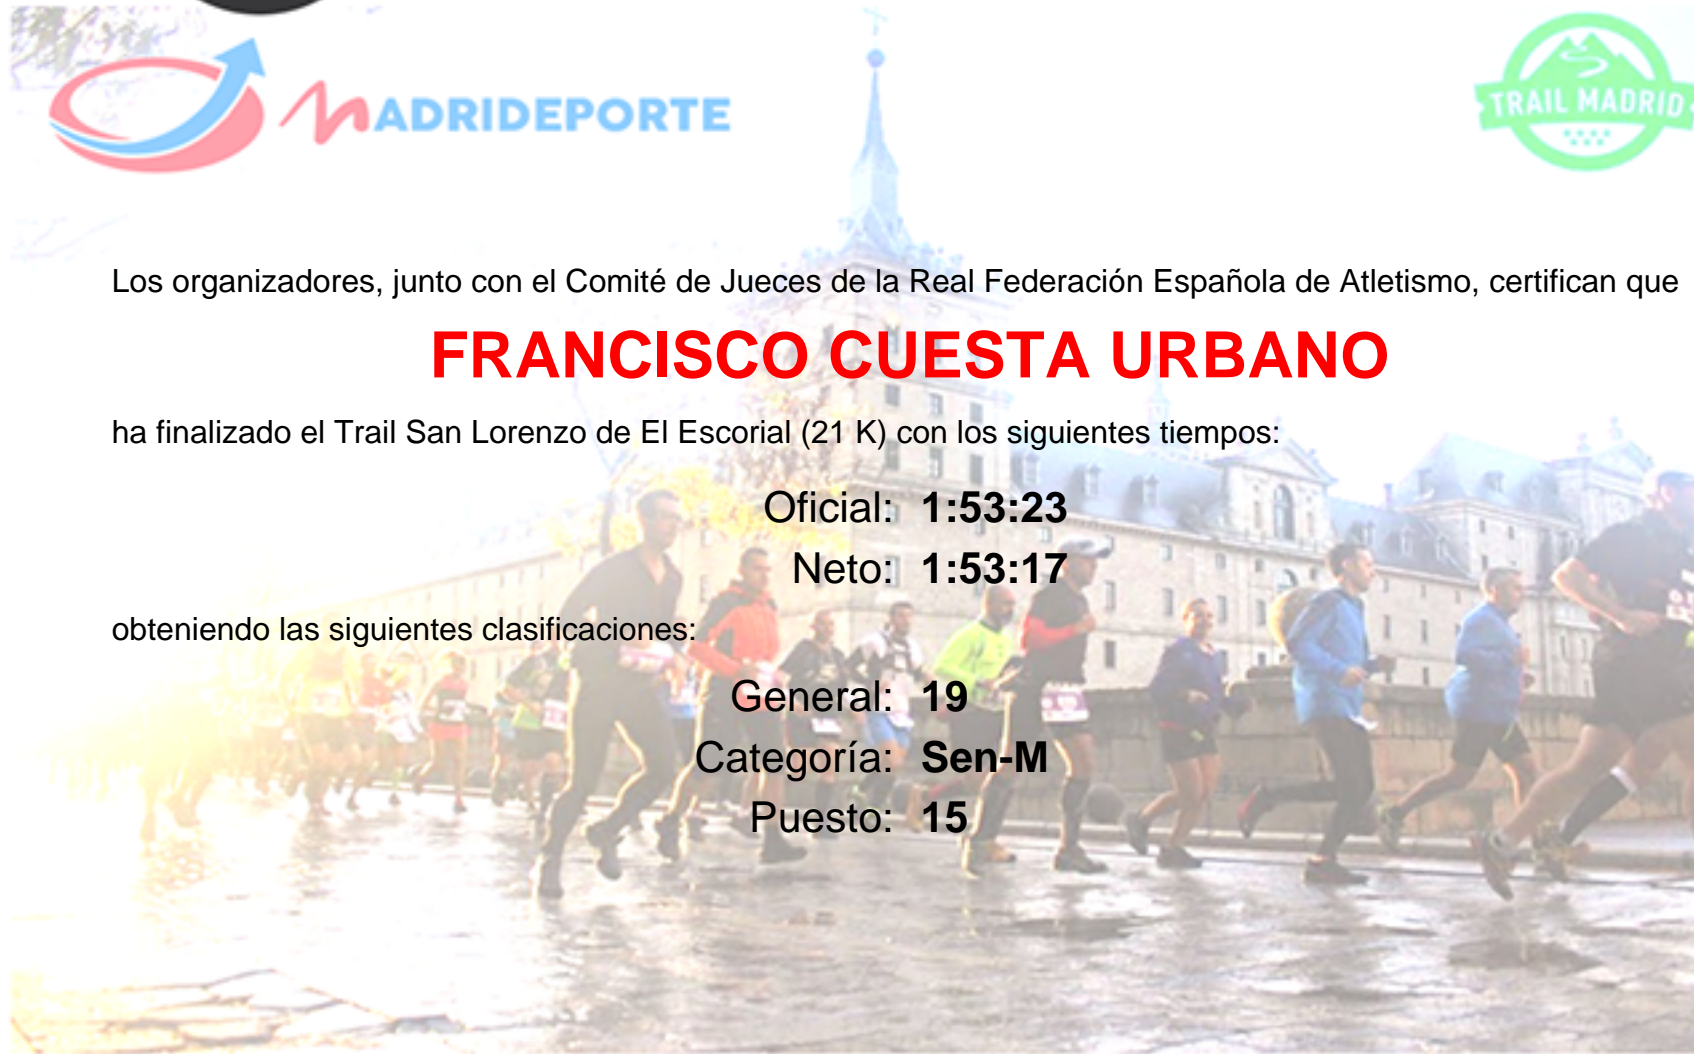 MADRIDEPORTE
TRAIL MADRID
Los organizadores, junto con el Comité de Jueces de la Real Federación Española de Atletismo, certifican que
FRANCISCO CUESTA URBANO
ha finalizado el Trail San Lorenzo de El Escorial (21 K) con los siguientes tiempos:
Oficial: 1:53:23
Neto: 1:53:17
obteniendo las siguientes clasificaciones:
General: 19
Categoría: Sen-M
Puesto: 15